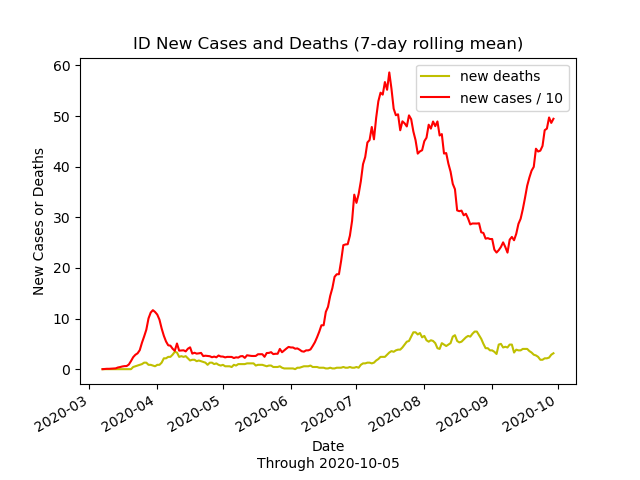 ID New Cases and Deaths (7-day rolling mean)
new deaths
new cases / 10
60
50
40
30
20
10
0
New Cases or Deaths
2020-03
2020-04
2020-05
2020-06
2020-07
2020-08
2020-09
2020-10
Date
Through 2020-10-05